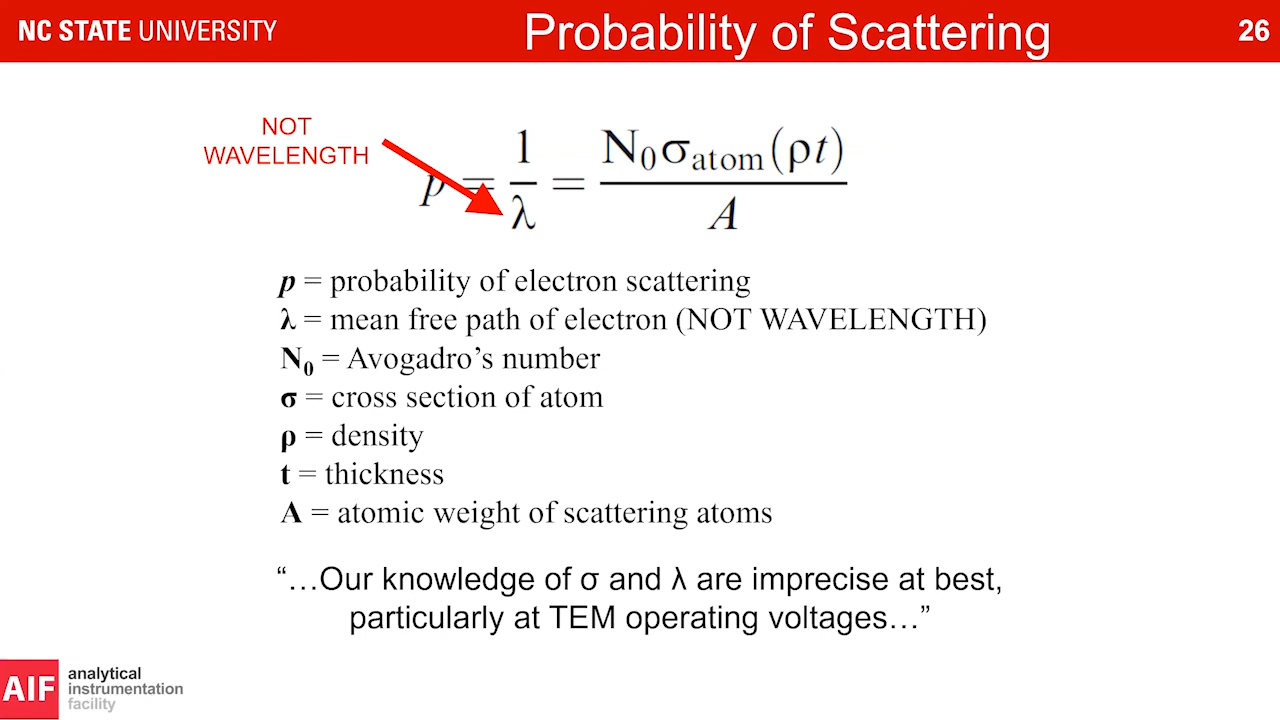 NC STATE UNIVERSITY
Probability of Scattering
26
NOT
WAVELENGTH
p = 1/λ = N₀σ_atom(ρt)/A
p = probability of electron scattering
λ = mean free path of electron (NOT WAVELENGTH)
N₀ = Avogadro’s number
σ = cross section of atom
ρ = density
t = thickness
A = atomic weight of scattering atoms
“…Our knowledge of σ and λ are imprecise at best,
particularly at TEM operating voltages…”
AIF
analytical
instrumentation
facility